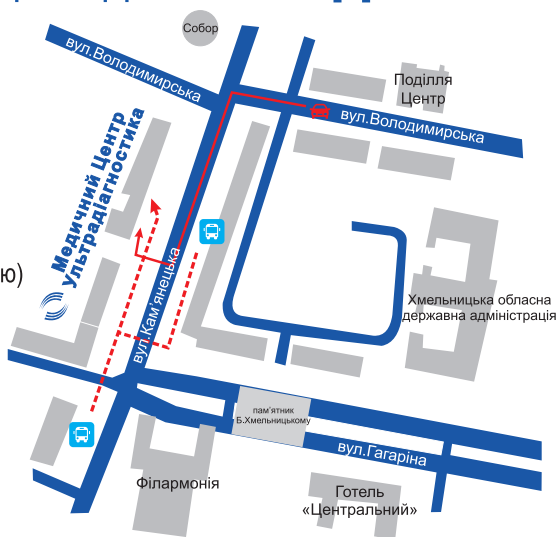 Собор
вул.Володимирська
Поділля
Центр
вул.Володимирська
Медичний Центр
ультрадіагностика
ю)
вул.Кам'янецька
Хмельницька обласна
державна адміністрація
пам'ятник
Б.Хмельницькому
вул.Гагаріна
Філармонія
Готель
«Центральний»